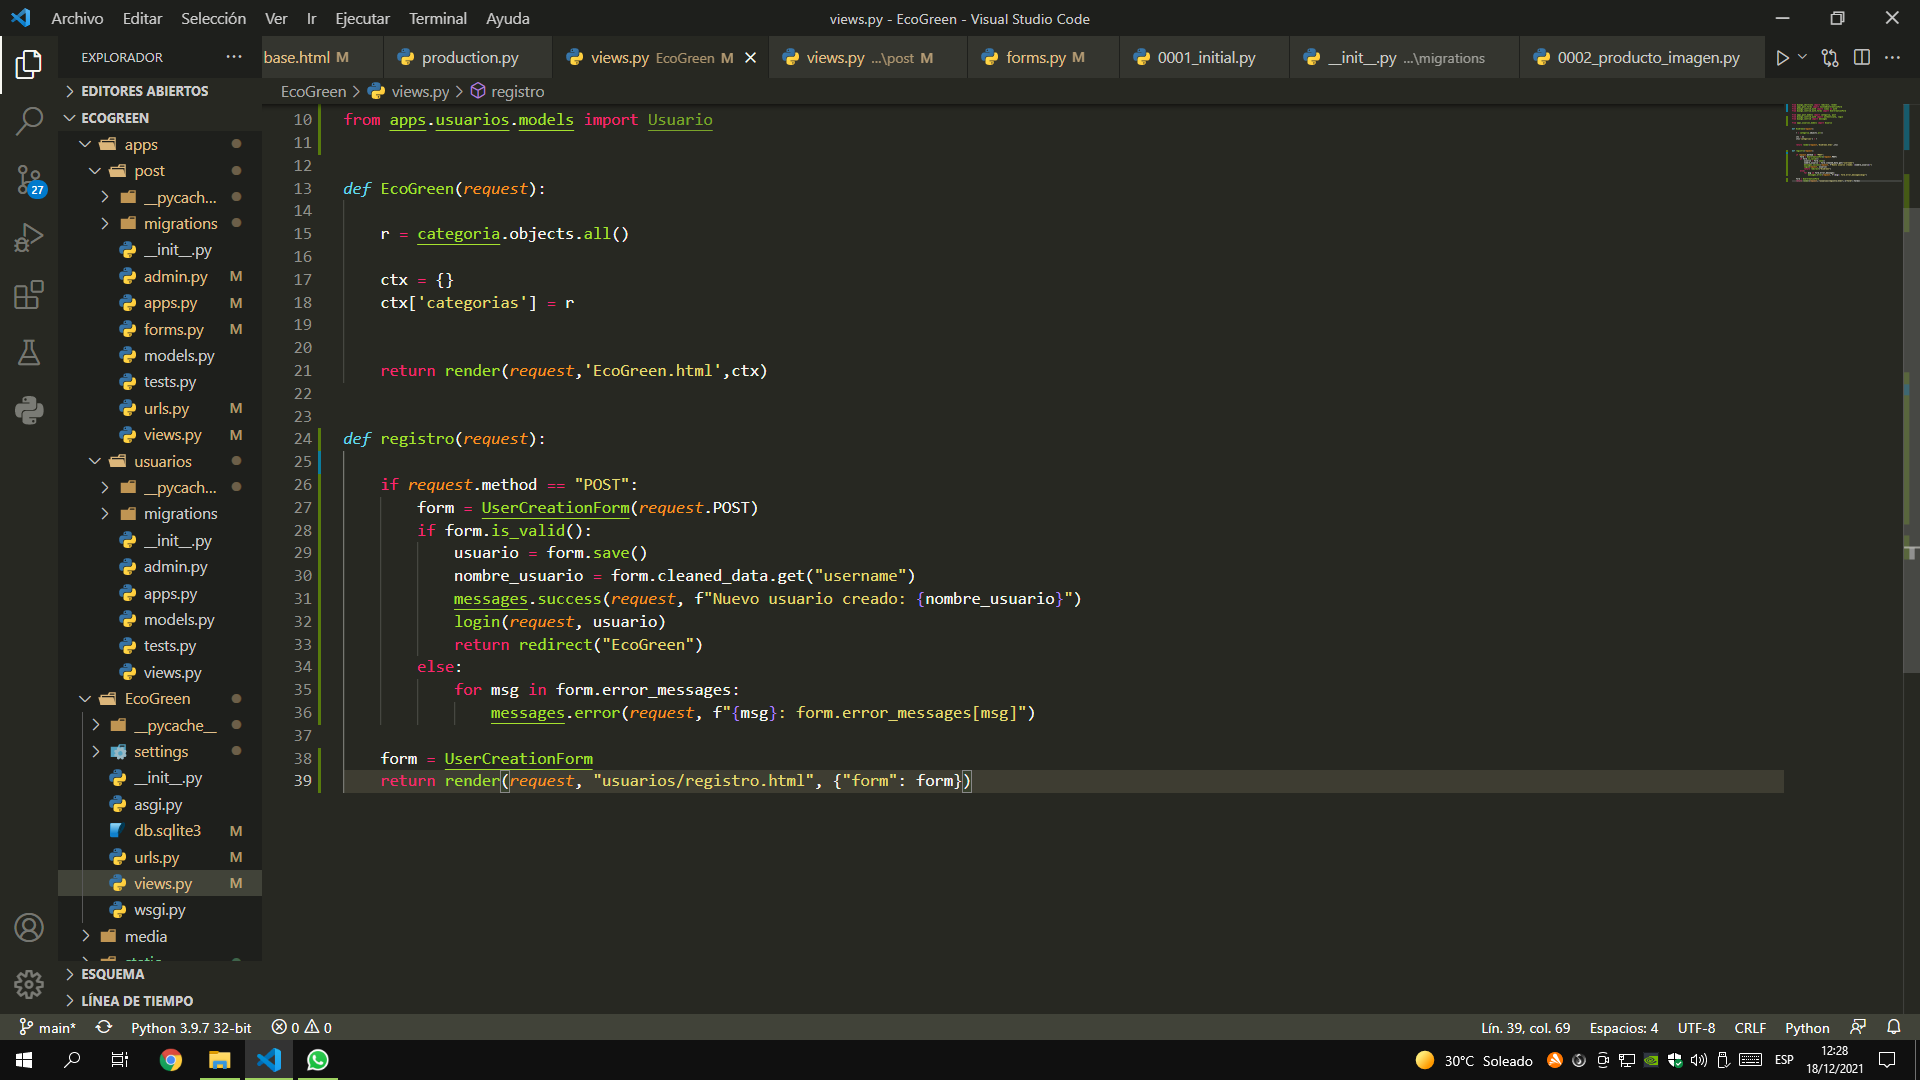 Archivo Editar Selección Ver Ir Ejecutar Terminal Ayuda
views.py - EcoGreen - Visual Studio Code
EXPLORADOR
base.html M
production.py
views.py EcoGreen M
views.py ...\post M
forms.py M
0001_initial.py
__init__.py ...\migrations
0002_producto_imagen.py
EcoGreen > views.py > registro
EDITORES ABIERTOS
ECOGREEN
apps
post
__pycach...
migrations
__init__.py
admin.py M
apps.py M
forms.py M
models.py
tests.py
urls.py M
views.py M
usuarios
__pycach...
migrations
__init__.py
admin.py
apps.py
models.py
tests.py
views.py
EcoGreen
__pycache__
settings
__init__.py
asgi.py
db.sqlite3 M
urls.py M
views.py M
wsgi.py
media
ESQUEMA
LÍNEA DE TIEMPO
27
10 from apps.usuarios.models import Usuario
11
12
13 def EcoGreen(request):
14
15 r = categoria.objects.all()
16
17 ctx = {}
18 ctx['categorias'] = r
19
20
21 return render(request,'EcoGreen.html',ctx)
22
23
24 def registro(request):
25
26 if request.method == "POST":
27 form = UserCreationForm(request.POST)
28 if form.is_valid():
29 usuario = form.save()
30 nombre_usuario = form.cleaned_data.get("username")
31 messages.success(request, f"Nuevo usuario creado: {nombre_usuario}")
32 login(request, usuario)
33 return redirect("EcoGreen")
34 else:
35 for msg in form.error_messages:
36 messages.error(request, f"{msg}: form.error_messages[msg]")
37
38 form = UserCreationForm
39 return render(request, "usuarios/registro.html", {"form": form})
main* Python 3.9.7 32-bit 0 0
Lín. 39, col. 69 Espacios: 4 UTF-8 CRLF Python
30°C Soleado
ESP
12:28
18/12/2021